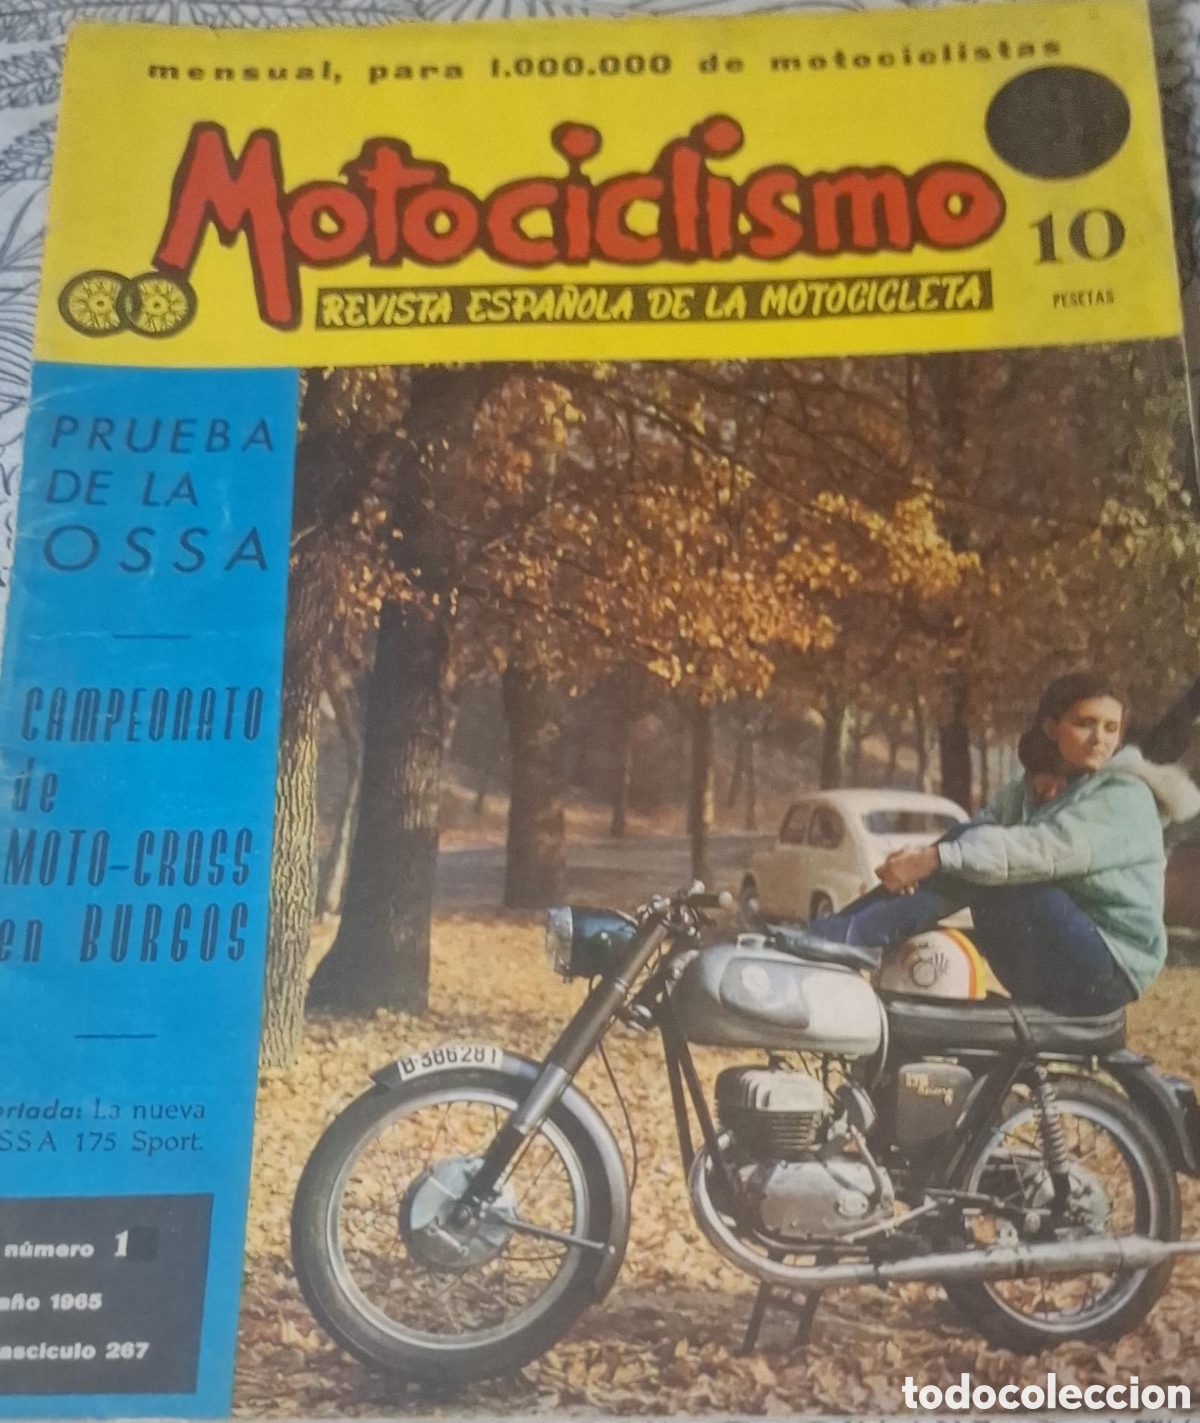 mensual, para 1.000.000 de motociclistas
Motociclismo
REVISTA ESPAÑOLA DE LA MOTOCICLETA
10
PESETAS
PRUEBA
DE LA
OSSA
CAMPEONATO
de
MOTO-CROSS
en BURGOS
ortada: La nueva
SSA 175 Sport.
número 1
año 1965
ascículo 267
B-386281
todocoleccion